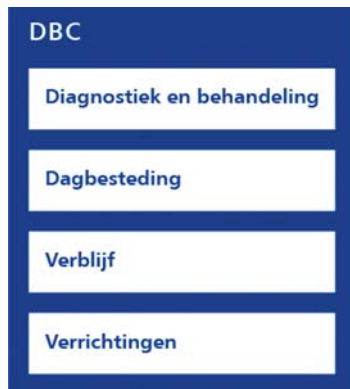 DBC
Diagnostiek en behandeling
Dagbesteding
Verblijf
Verrichtingen